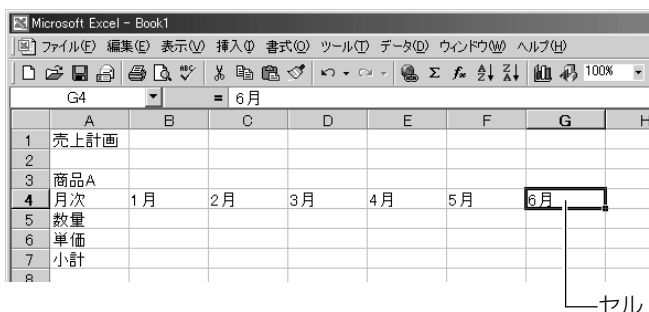 Microsoft Excel - Book1
ファイル(F) 編集(E) 表示(V) 挿入(I) 書式(O) ツール(T) データ(D) ウィンドウ(W) ヘルプ(H)
ABC Σ fx A Z Z A 100%
G4 = 6月
A B C D E F G H
1 売上計画
2
3 商品A
4 月次 1月 2月 3月 4月 5月 6月
5 数量
6 単価
7 小計
8
セル